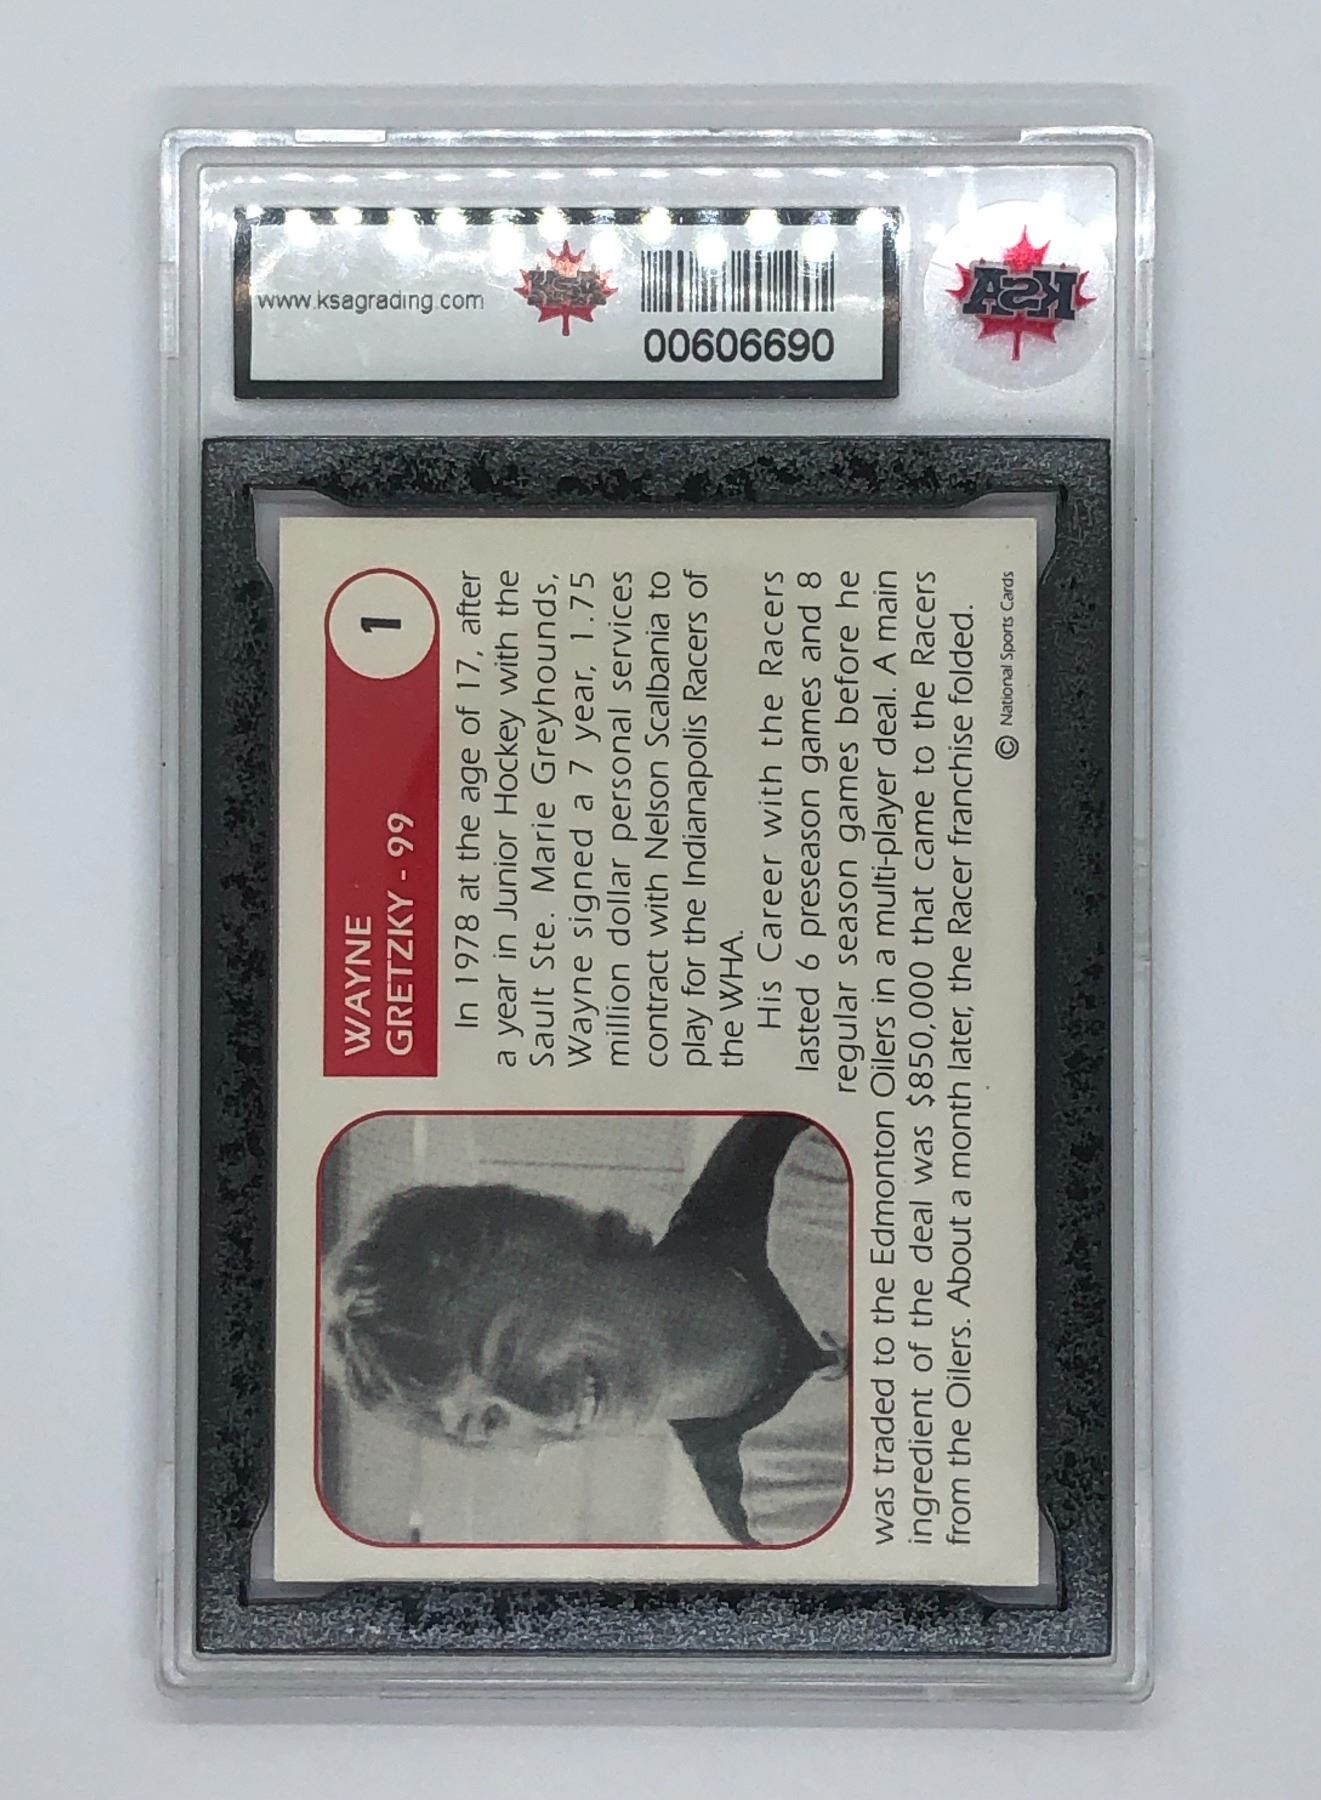 www.ksagrading.com
KSA
00606690
KSA
WAYNE
GRETZKY - 99
1
In 1978 at the age of 17, after
a year in Junior Hockey with the
Sault Ste. Marie Greyhounds,
Wayne signed a 7 year, 1.75
million dollar personal services
contract with Nelson Scalbania to
play for the Indianapolis Racers of
the WHA.
His Career with the Racers
lasted 6 preseason games and 8
regular season games before he
was traded to the Edmonton Oilers in a multi-player deal. A main
ingredient of the deal was $850,000 that came to the Racers
from the Oilers. About a month later, the Racer franchise folded.
© National Sports Cards